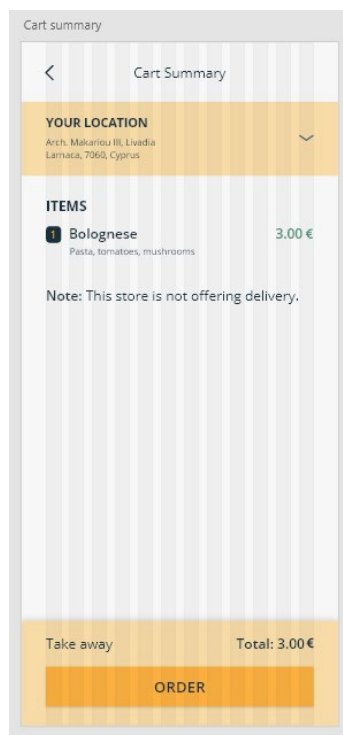 Cart summary
Cart Summary
YOUR LOCATION
Arch. Makariou III, Livadia
Larnaca, 7060, Cyprus
ITEMS
1 Bolognese 3.00 €
Pasta, tomatoes, mushrooms
Note: This store is not offering delivery.
Take away Total: 3.00 €
ORDER